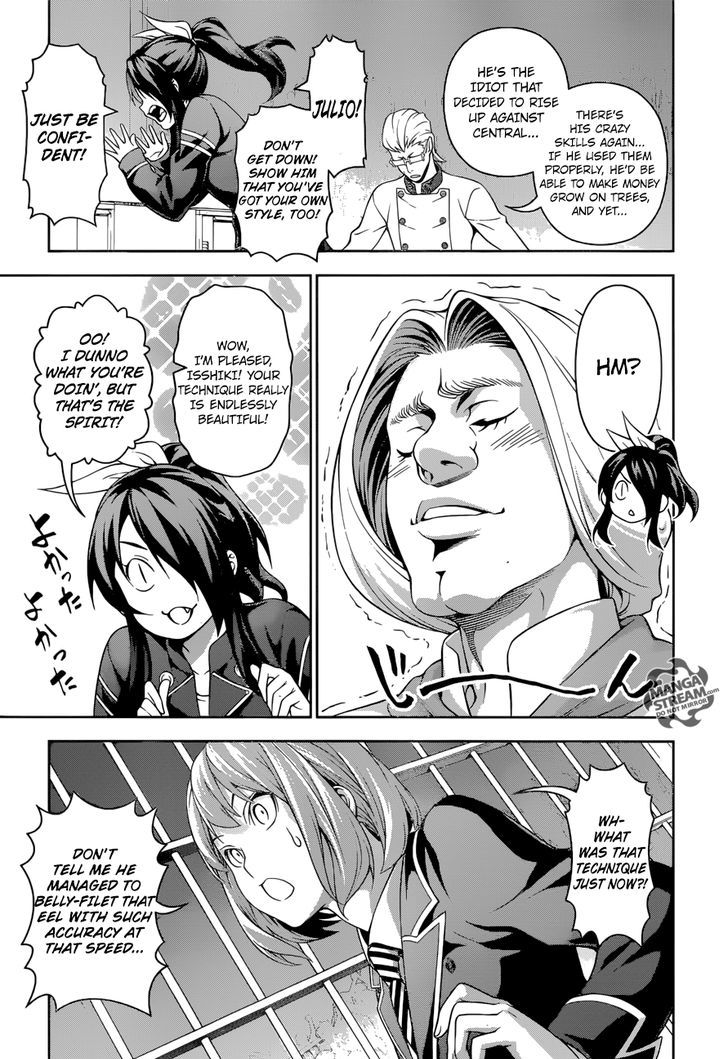 THERE'S
HIS CRAZY
SKILLS AGAIN...
IF HE USED THEM
PROPERLY, HE'D BE
ABLE TO MAKE MONEY
GROW ON TREES,
AND YET...
HE'S THE
IDIOT THAT
DECIDED TO RISE
UP AGAINST
CENTRAL...
JULIO!
DON'T
GET DOWN! SHOW HIM
THAT YOU'VE
GOT YOUR OWN
STYLE, TOO!
JUST BE
CONFI-
DENT!
HM?
じーん
MANGA
STREAM.com
DO NOT MIRROR!
WOW,
I'M PLEASED,
ISSHIKI! YOUR
TECHNIQUE REALLY
IS ENDLESSLY
BEAUTIFUL!
OO!
I DUNNO
WHAT YOU'RE
DOIN', BUT
THAT'S THE
SPIRIT!
よかった
よかった
WH-
WHAT
WAS THAT
TECHNIQUE
JUST NOW?!
DON'T
TELL ME HE
MANAGED TO
BELLY-FILET THAT
EEL WITH SUCH
ACCURACY AT
THAT SPEED...